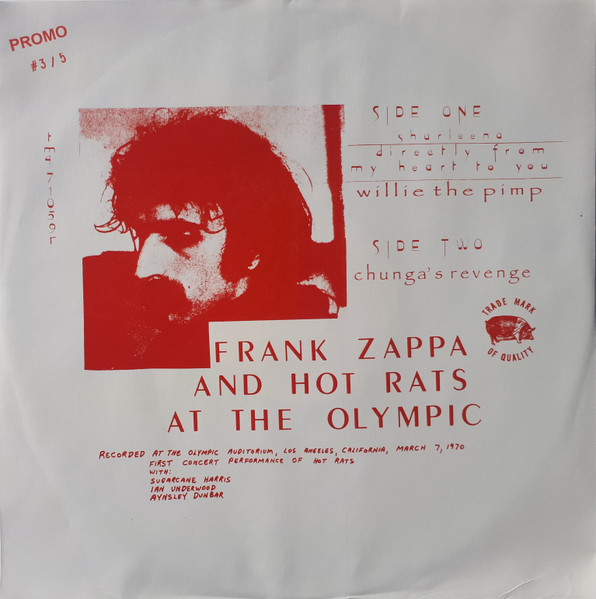 PROMO
#3/5
tmq 71059r
SIDE ONE
sharleena
directly from
my heart to you
willie the pimp
SIDE TWO
chunga's revenge
TRADE MARK
OF QUALITY
FRANK ZAPPA
AND HOT RATS
AT THE OLYMPIC
RECORDED AT THE OLYMPIC AUDITORIUM, LOS ANGELES, CALIFORNIA, MARCH 7, 1970
FIRST CONCERT PERFORMANCE OF HOT RATS
WITH:
SUGARCANE HARRIS
IAN UNDERWOOD
AYNSLEY DUNBAR